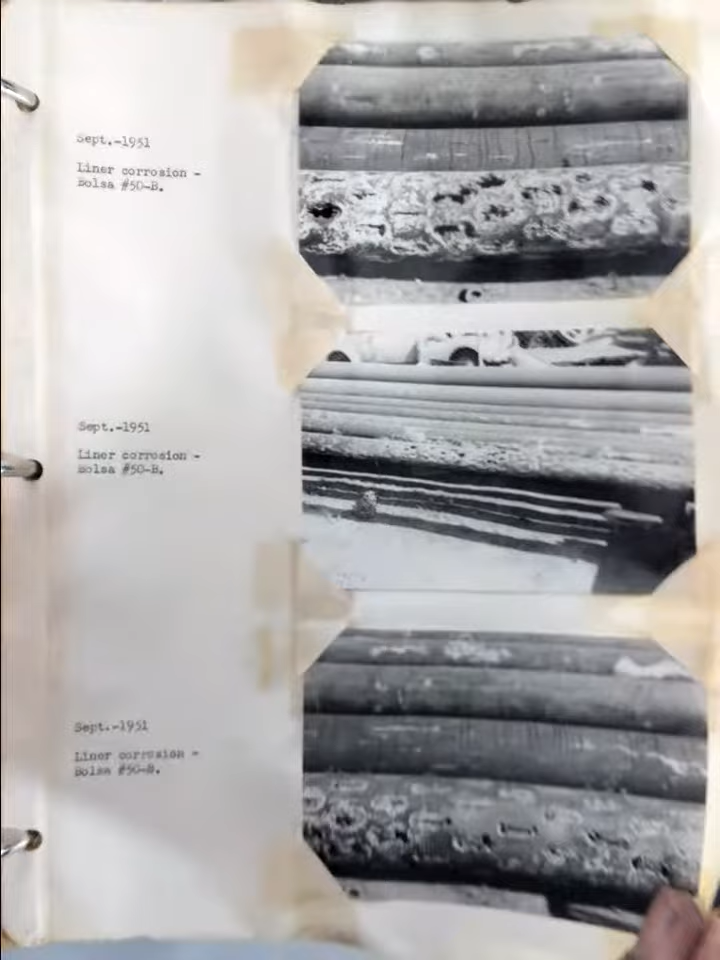 Sept.-1951
Liner corrosion -
Bolsa #50-B.
Sept.-1951
Liner corrosion -
Bolsa #50-B.
Sept.-1951
Liner corrosion -
Bolsa #50-B.